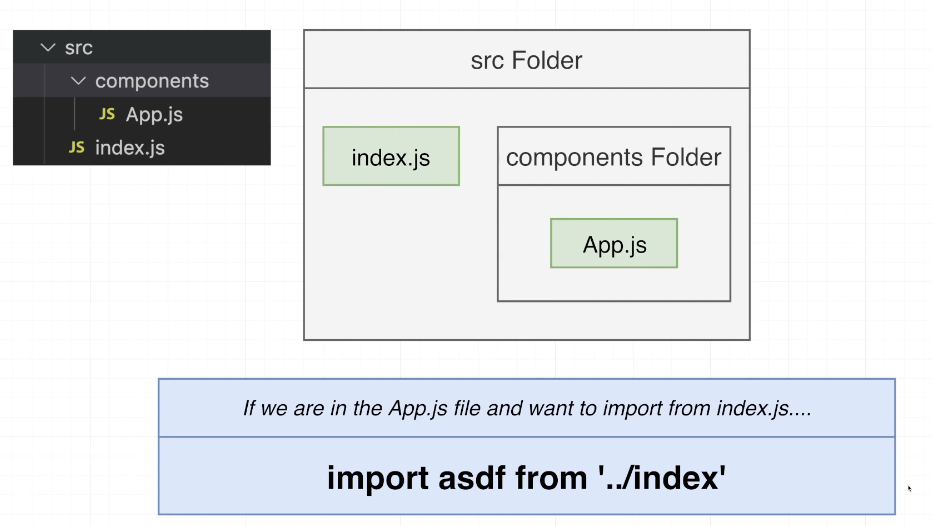 src
components
JS App.js
JS index.js
src Folder
index.js
components Folder
App.js
If we are in the App.js file and want to import from index.js....
import asdf from '../index'